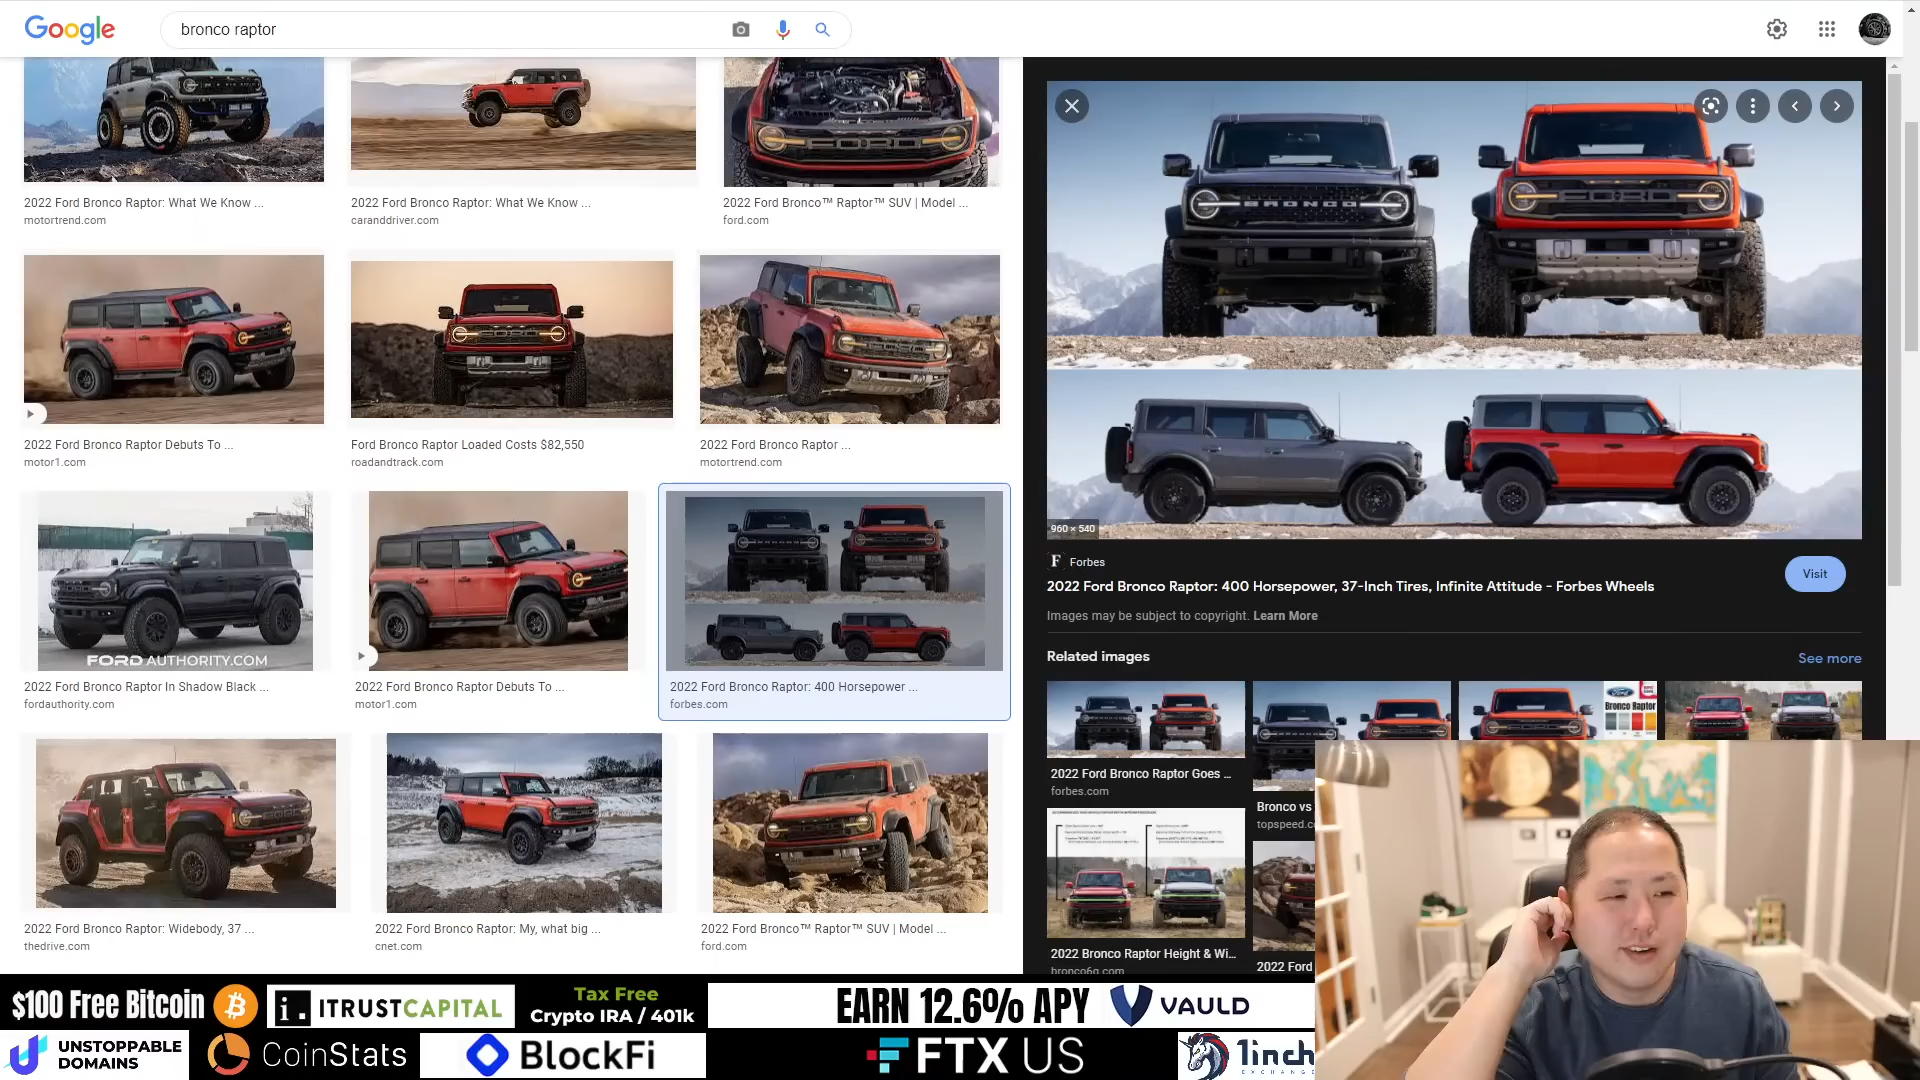 Google
bronco raptor
2022 Ford Bronco Raptor: What We Know ...
motortrend.com
2022 Ford Bronco Raptor: What We Know ...
caranddriver.com
2022 Ford Bronco™ Raptor™ SUV | Model ...
ford.com
2022 Ford Bronco Raptor Debuts To ...
motor1.com
Ford Bronco Raptor Loaded Costs $82,550
roadandtrack.com
2022 Ford Bronco Raptor ...
motortrend.com
FORD AUTHORITY.COM
2022 Ford Bronco Raptor In Shadow Black ...
fordauthority.com
2022 Ford Bronco Raptor Debuts To ...
motor1.com
2022 Ford Bronco Raptor: 400 Horsepower ...
forbes.com
2022 Ford Bronco Raptor: Widebody, 37 ...
thedrive.com
2022 Ford Bronco Raptor: My, what big ...
cnet.com
2022 Ford Bronco™ Raptor™ SUV | Model ...
ford.com
BRONCO
960 × 540
F Forbes
2022 Ford Bronco Raptor: 400 Horsepower, 37-Inch Tires, Infinite Attitude - Forbes Wheels
Visit
Images may be subject to copyright. Learn More
Related images
See more
Bronco Raptor
2022 Ford Bronco Raptor Goes ...
forbes.com
Bronco vs
topspeed.c
2022 Bronco Raptor Height & Wi...
bronco6g.com
2022 Ford
$100 Free Bitcoin
i. ITRUSTCAPITAL
Tax Free
Crypto IRA / 401k
EARN 12.6% APY
VAULD
UNSTOPPABLE
DOMAINS
CoinStats
BlockFi
FTX US
1inch
EXCHANGE